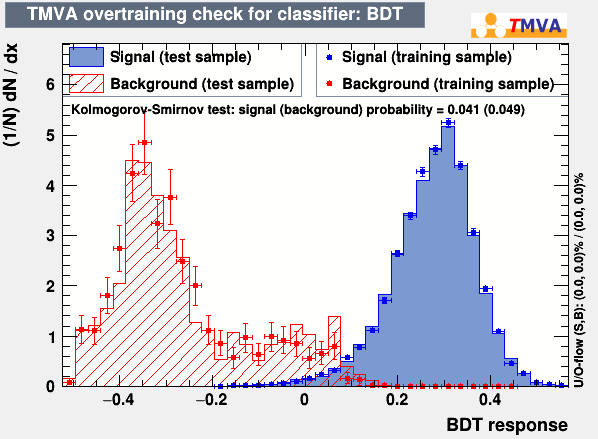 TMVA overtraining check for classifier: BDT
TMVA
Signal (test sample)
Background (test sample)
Signal (training sample)
Background (training sample)
Kolmogorov-Smirnov test: signal (background) probability = 0.041 (0.049)
(1/N) dN / dx
6
5
4
3
2
1
0
−0.4
−0.2
0
0.2
0.4
BDT response
U/O-flow (S,B): (0.0, 0.0)% / (0.0, 0.0)%